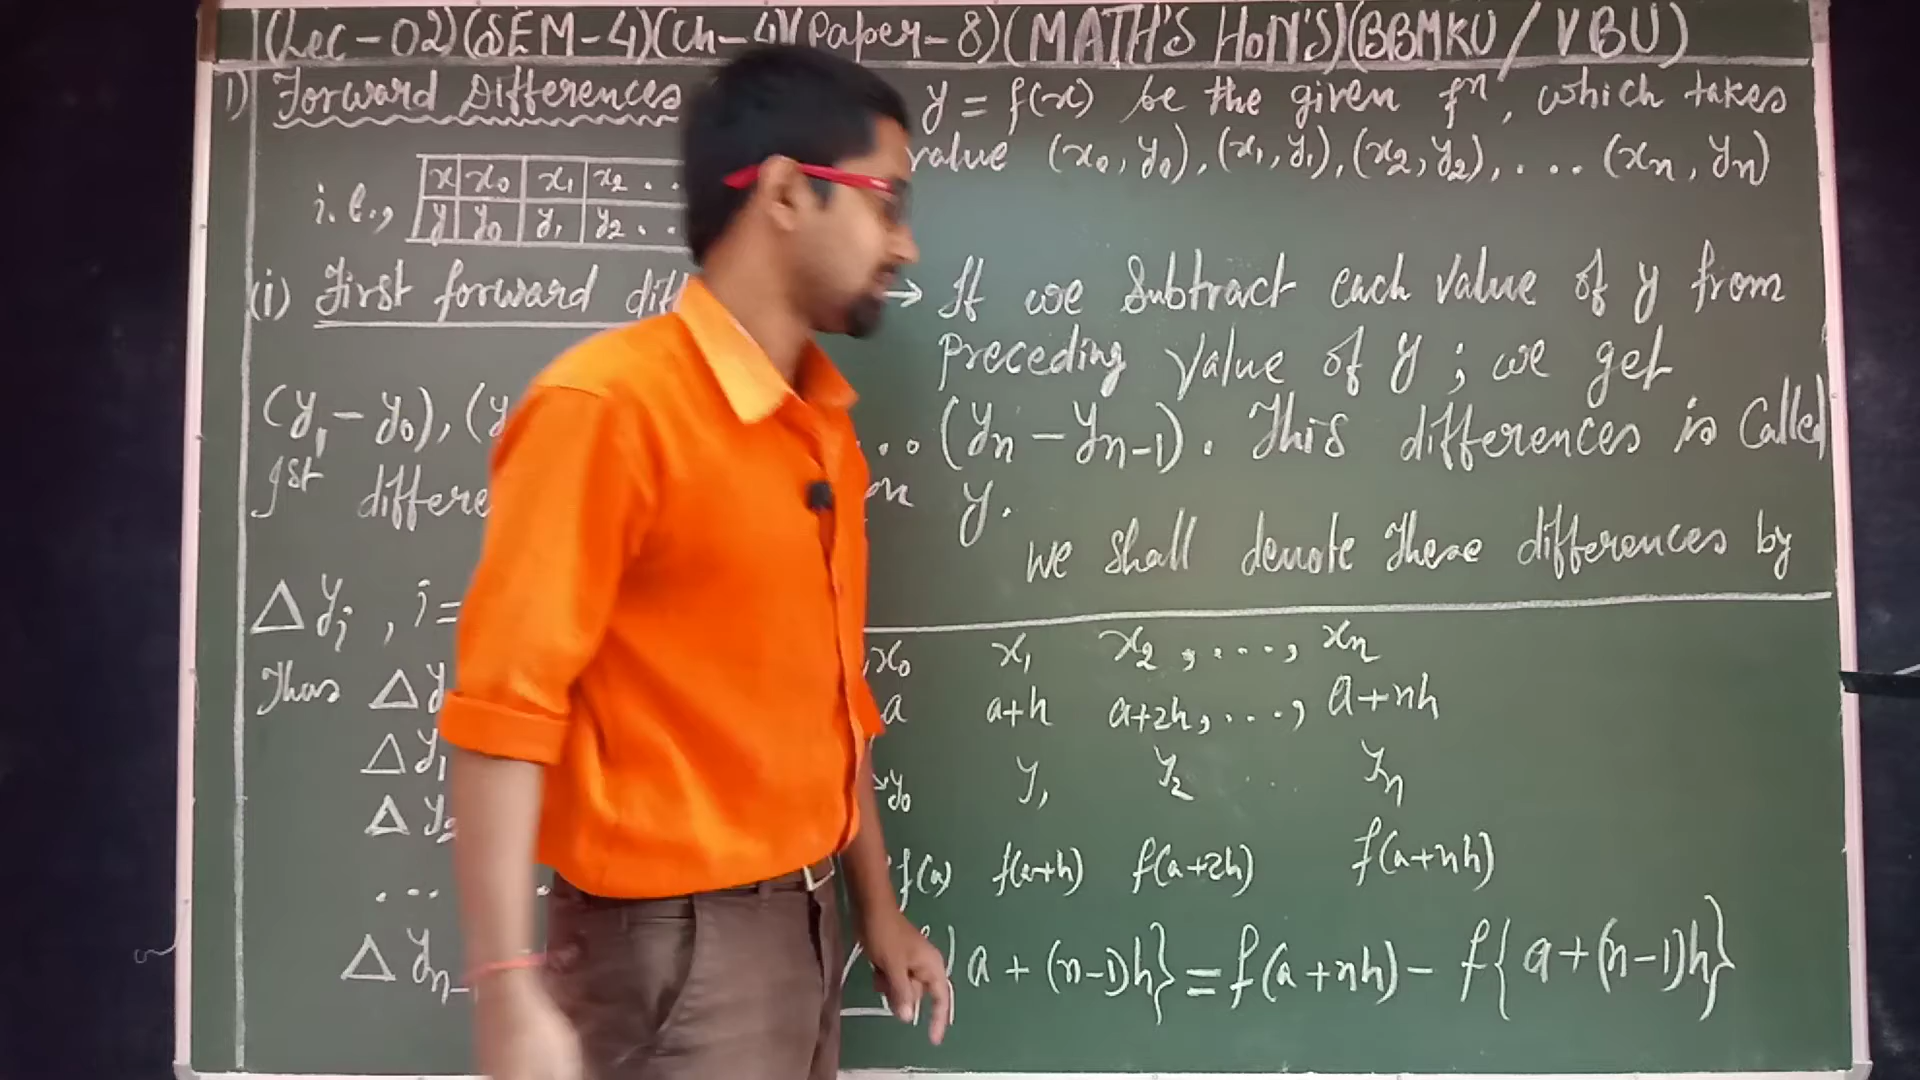 (Lec-02)(SEM-4)(Ch-4)(Paper-8)(MATH'S HoN'S)(BBMKU/VBU)
1) Forward Differences y = f(x) be the given fⁿ, which takes
value (x₀, y₀), (x₁, y₁), (x₂, y₂), ... (xₙ, yₙ)
i.e., x x₀ x₁ x₂ ..
y y₀ y₁ y₂ ..
(i) First forward → If we Subtract each value of y from
Preceding value of y ; we get
(y₁ - y₀), ... (yₙ - yₙ₋₁). This differences is Called
Ist on y.
We shall denote these differences by
Δyᵢ , i =
x₀ x₁ x₂ , ..., xₙ
Thus Δy a a+h a+2h, ..., a+nh
Δy₁ y₀ y₁ y₂ .. yₙ
Δy₂ f(a) f(a+h) f(a+2h) f(a+nh)
...
Δyₙ₋ a + (n-1)h} = f(a+nh) - f{a+(n-1)h}